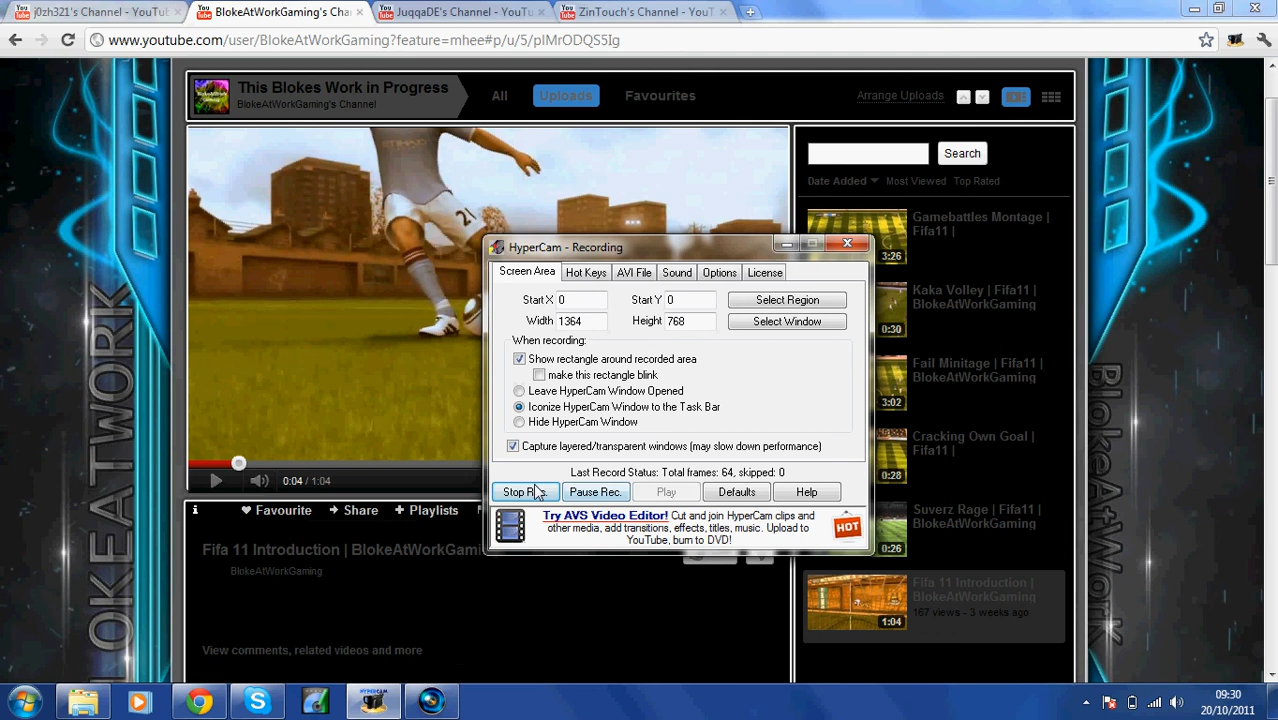 j0zh321's Channel - YouTub
BlokeAtWorkGaming's Cha
JuqqaDE's Channel - YouTu
ZinTouch's Channel - YouT
www.youtube.com/user/BlokeAtWorkGaming?feature=mhee#p/u/5/plMrODQS5Ig
This Blokes Work in Progress
BlokeAtWorkGaming's Channel
All
Uploads
Favourites
Arrange Uploads
Search
Date Added
Most Viewed
Top Rated
ETIHAD
21
Gamebattles Montage |
Fifa11 |
3:26
Kaka Volley | Fifa11 |
BlokeAtWorkGaming
0:30
Fail Minitage | Fifa11 |
BlokeAtWorkGaming
3:02
Cracking Own Goal |
Fifa11 |
0:28
Suverz Rage | Fifa11 |
BlokeAtWorkGaming
0:26
Fifa 11 Introduction |
BlokeAtWorkGaming
167 views - 3 weeks ago
1:04
HyperCam - Recording
Screen Area
Hot Keys
AVI File
Sound
Options
License
Start X 0
Start Y 0
Select Region
Width 1364
Height 768
Select Window
When recording:
Show rectangle around recorded area
make this rectangle blink
Leave HyperCam Window Opened
Iconize HyperCam Window to the Task Bar
Hide HyperCam Window
Capture layered/transparent windows (may slow down performance)
Last Record Status: Total frames: 64, skipped: 0
Stop
Pause Rec.
Play
Defaults
Help
Try AVS Video Editor! Cut and join HyperCam clips and
other media, add transitions, effects, titles, music. Upload to
YouTube, burn to DVD!
HOT
0:04 / 1:04
Favourite
Share
Playlists
Fifa 11 Introduction | BlokeAtWorkGami
BlokeAtWorkGaming
View comments, related videos and more
LOKEATWORK
BlokeAtWork
HYPERCAM
09:30
20/10/2011